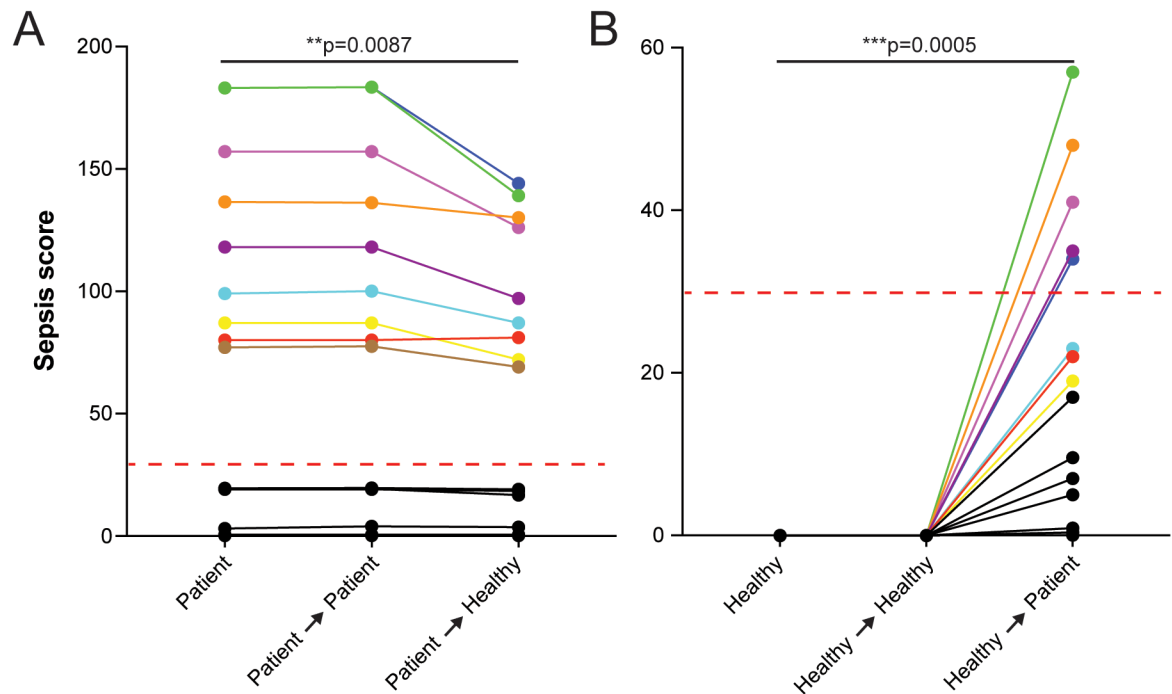 A
**p=0.0087
Sepsis score
200
150
100
50
0
Patient
Patient → Patient
Patient → Healthy
B
***p=0.0005
60
40
20
0
Healthy
Healthy → Healthy
Healthy → Patient